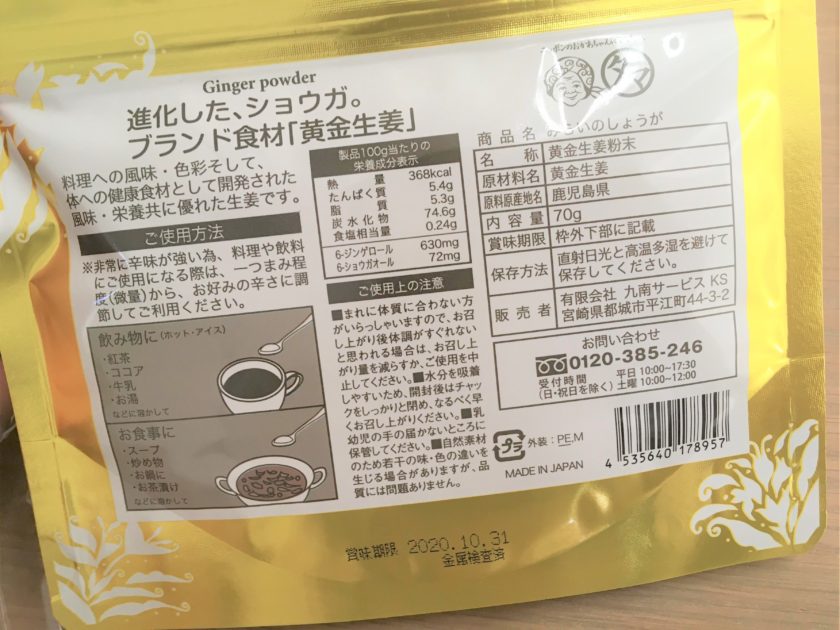 Ginger powder
進化した、ショウガ。
ブランド食材「黄金生姜」
料理への風味・色彩そして、
体への健康食材として開発された
風味・栄養共に優れた生姜です。
ご使用方法
※非常に辛味が強い為、料理や飲料
にご使用になる際は、一つまみ程
度(微量)から、お好みの辛さに調
節してご利用ください。
飲み物に(ホット・アイス)
・紅茶
・ココア
・牛乳
・お湯
などに溶かして
お食事に
・スープ
・炒め物
・お鍋に
・お茶漬け
などに溶かして
製品100g当たりの
栄養成分表示
熱量 368kcal
たんぱく質 5.4g
脂質 5.3g
炭水化物 74.6g
食塩相当量 0.24g
6-ジンゲロール 630mg
6-ショウガオール 72mg
ご使用上の注意
■まれに体質に合わない方
がいらっしゃいますので、お召
し上がり後体調がすぐれない
と思われる場合は、お召し上
がり量を減らすか、ご使用を中
止してください。■水分を吸着
しやすいため、開封後はチャッ
クをしっかりと閉め、なるべく早
くお召し上がりください。■乳
幼児の手の届かないところに
保管してください。■自然素材
のため若干の味・色の違いを
生じる場合がありますが、品
質には問題ありません。
商品名 みらいのしょうが
名称 黄金生姜粉末
原材料名 黄金生姜
原料原産地名 鹿児島県
内容量 70g
賞味期限 枠外下部に記載
保存方法 直射日光と高温多湿を避けて
保存してください。
販売者 有限会社 九南サービス KS
宮崎県都城市平江町44-3-2
お問い合わせ
0120-385-246
受付時間 平日 10:00~17:30
(日・祝日を除く) 土曜 10:00~12:00
プラ 外装:PE,M
MADE IN JAPAN
4 535640 178957
賞味期限 2020.10.31
金属検査済